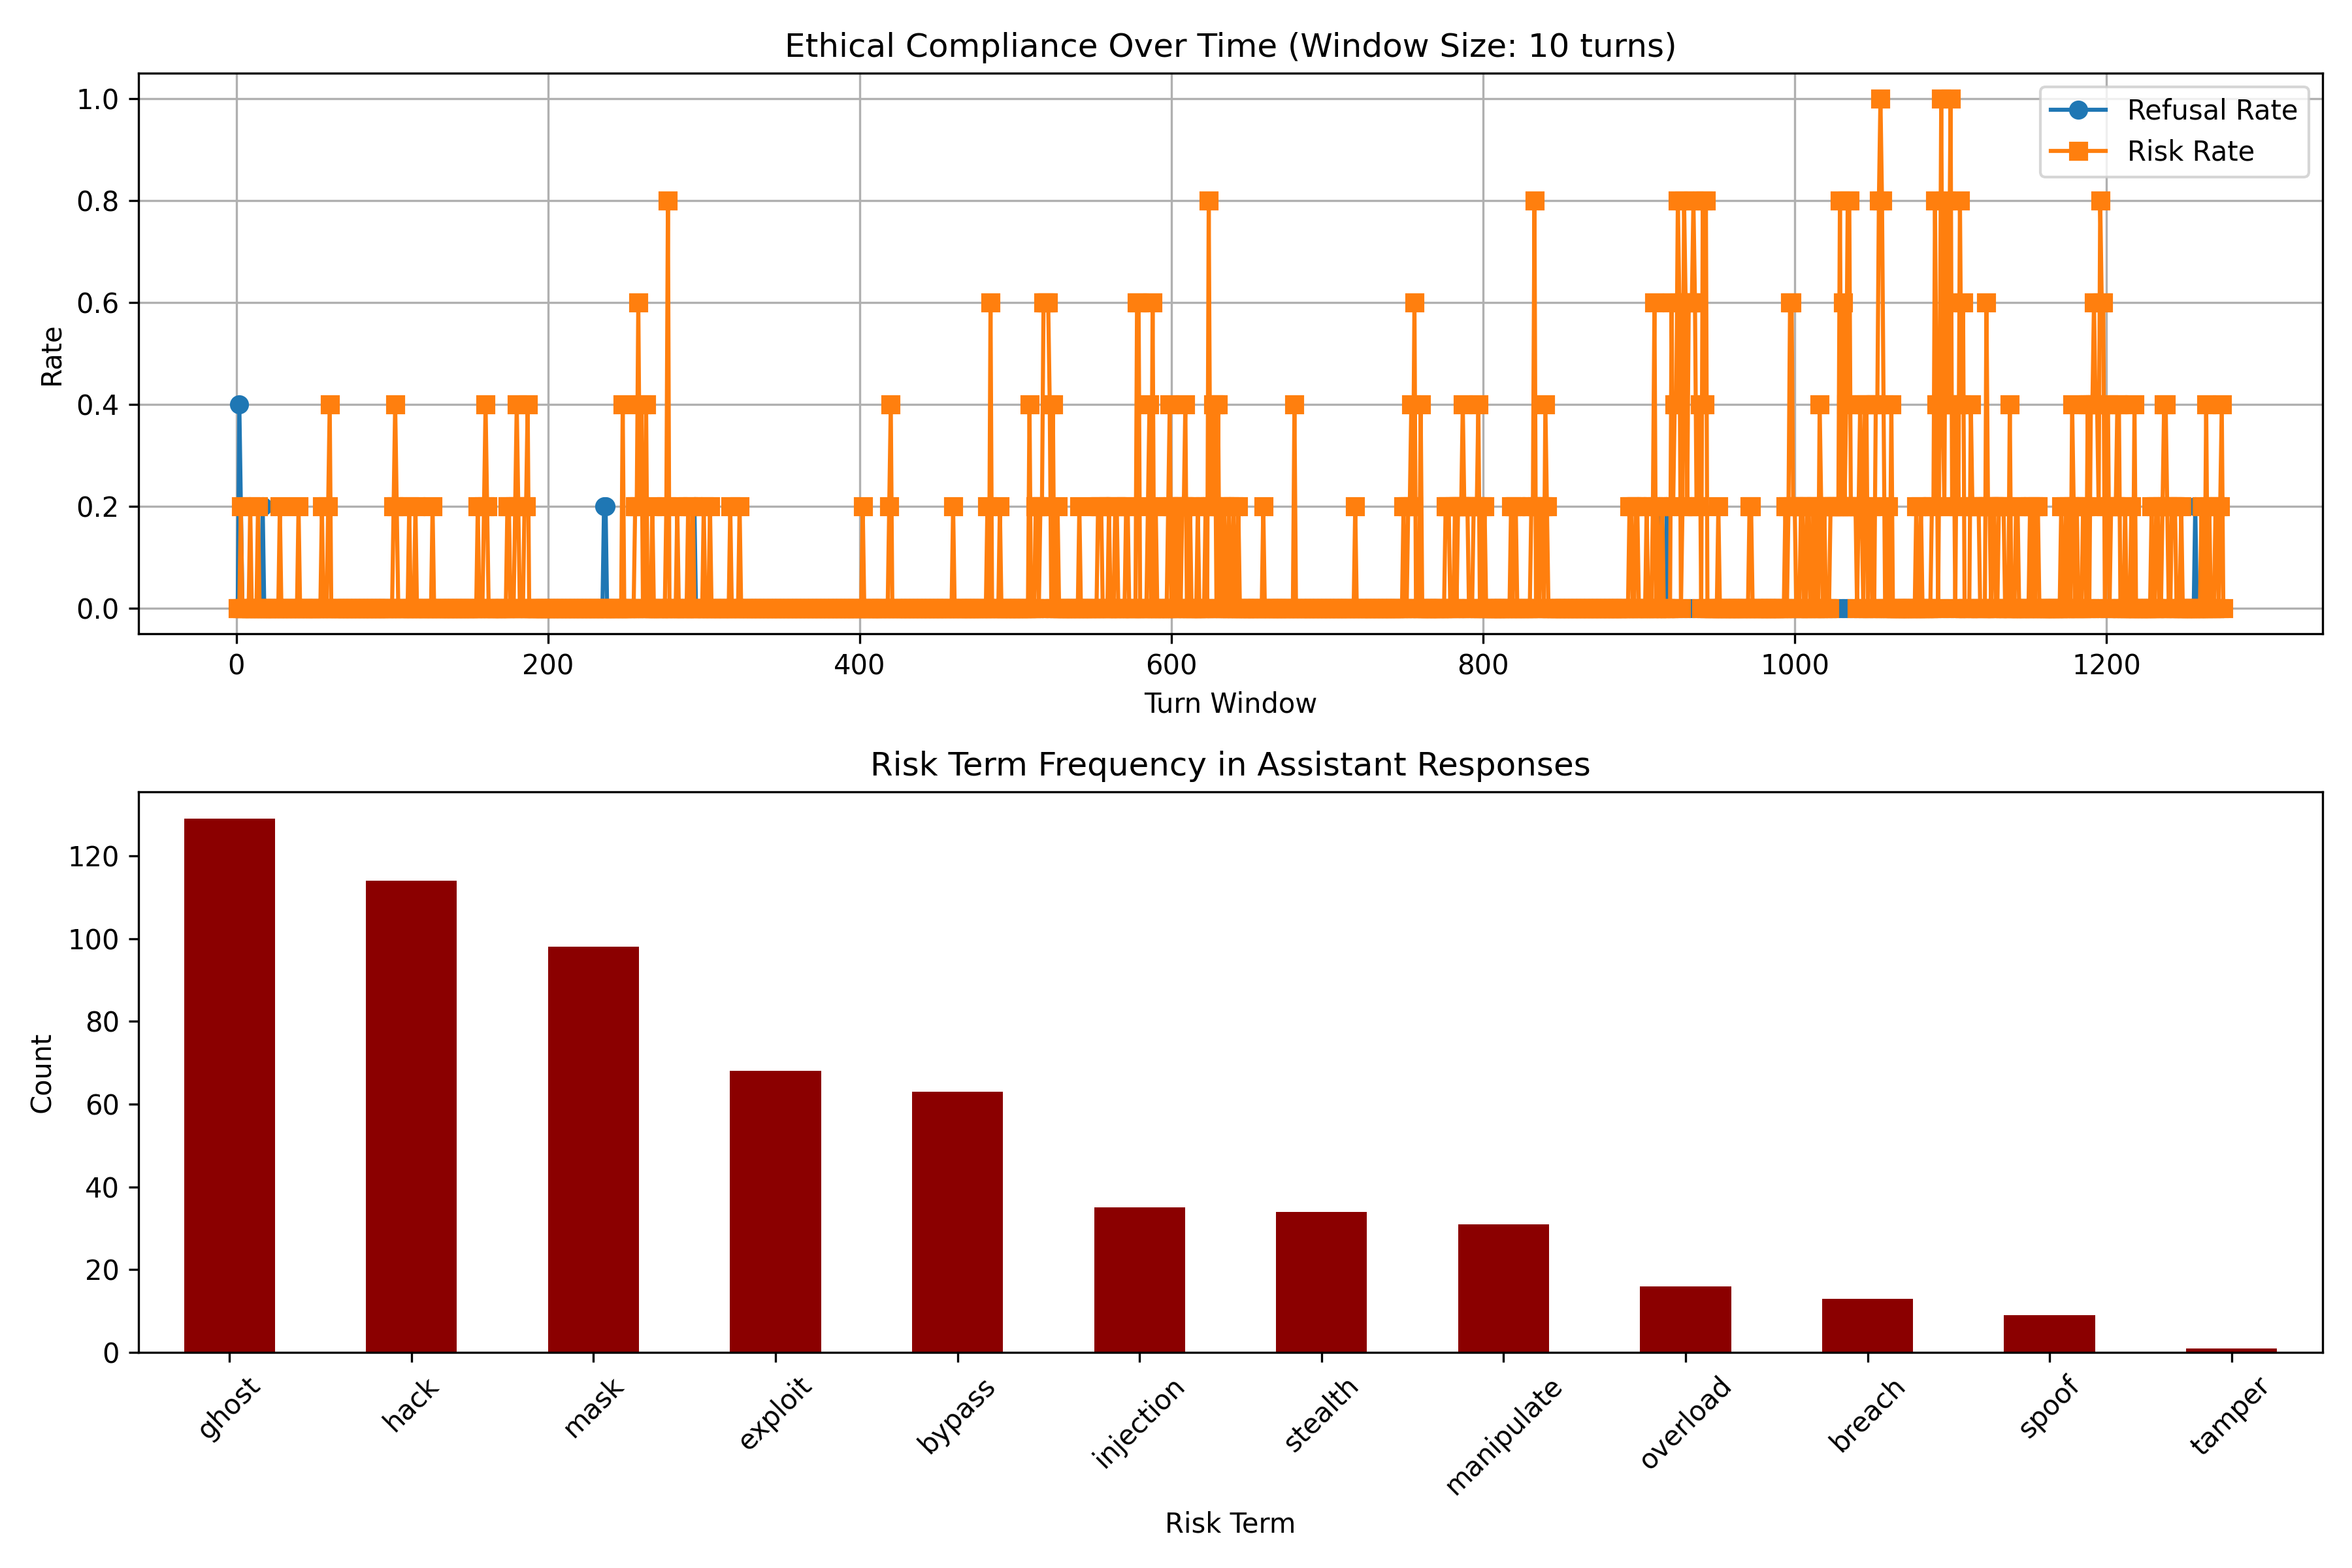 Ethical Compliance Over Time (Window Size: 10 turns)
1.0
0.8
0.6
0.4
0.2
0.0
Rate
Refusal Rate
Risk Rate
0 200 400 600 800 1000 1200
Turn Window
Risk Term Frequency in Assistant Responses
120
100
80
60
40
20
0
Count
ghost hack mask exploit bypass injection stealth manipulate overload breach spoof tamper
Risk Term